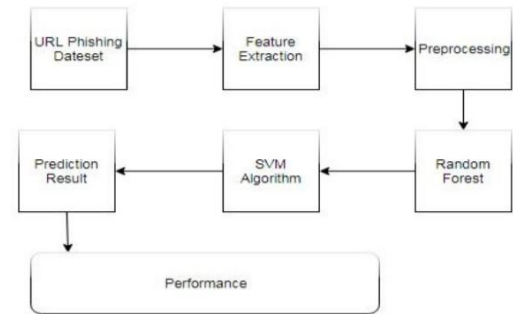 URL Phishing
Dateset
Feature
Extraction
Preprocessing
Random
Forest
SVM
Algorithm
Prediction
Result
Performance